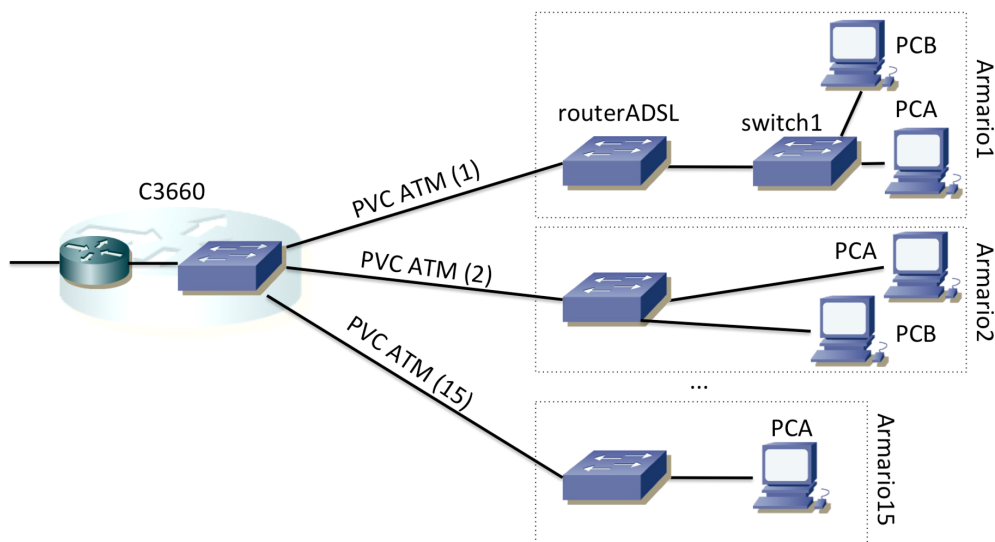 PCB
Armario1
PCA
routerADSL
switch1
C3660
PVC ATM (1)
PVC ATM (2)
PVC ATM (15)
PCA
PCB
Armario2
...
PCA
Armario15